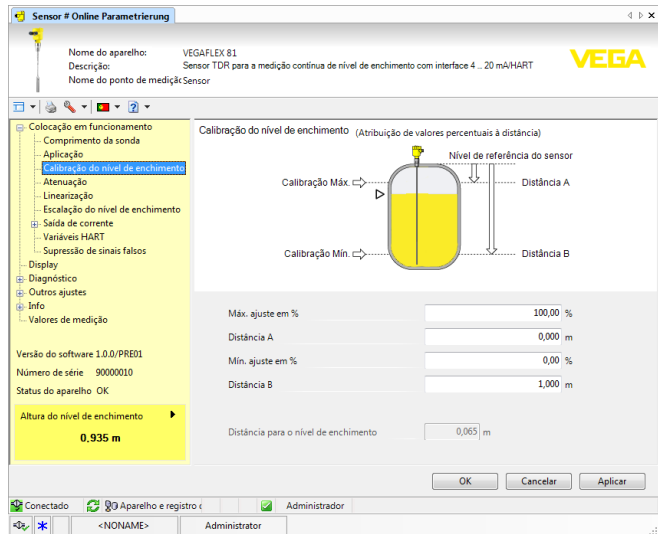 Sensor # Online Parametrierung
Nome do aparelho: VEGAFLEX 81
Descrição: Sensor TDR para a medição contínua de nível de enchimento com interface 4 .. 20 mA/HART
Nome do ponto de medição Sensor
VEGA
Colocação em funcionamento
Comprimento da sonda
Aplicação
Calibração do nível de enchimento
Atenuação
Linearização
Escalação do nível de enchimento
Saída de corrente
Variáveis HART
Supressão de sinais falsos
Display
Diagnóstico
Outros ajustes
Info
Valores de medição
Versão do software 1.0.0/PRE01
Número de série 90000010
Status do aparelho OK
Altura do nível de enchimento
0,935 m
Calibração do nível de enchimento (Atribuição de valores percentuais à distância)
Nível de referência do sensor
Calibração Máx.
Distância A
Calibração Mín.
Distância B
Máx. ajuste em % 100,00 %
Distância A 0,000 m
Mín. ajuste em % 0,00 %
Distância B 1,000 m
Distância para o nível de enchimento 0,065 m
OK Cancelar Aplicar
Conectado Aparelho e registro Administrador
<NONAME> Administrator